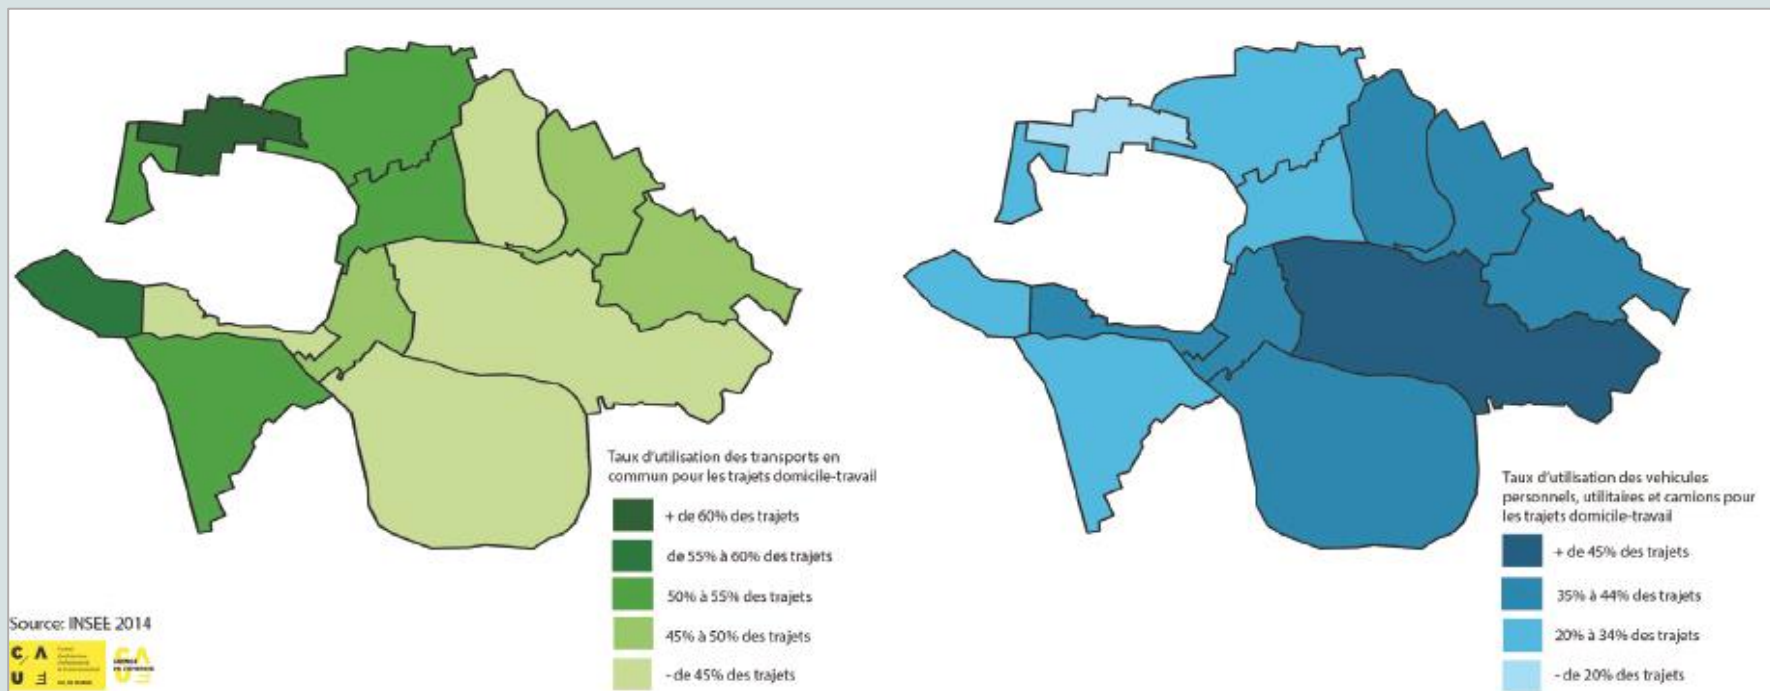 Taux d'utilisation des transports en
commun pour les trajets domicile-travail
+ de 60% des trajets
de 55% à 60% des trajets
50% à 55% des trajets
45% à 50% des trajets
- de 45% des trajets
Taux d'utilisation des vehicules
personnels, utilitaires et camions pour
les trajets domicile-travail
+ de 45% des trajets
35% à 44% des trajets
20% à 34% des trajets
- de 20% des trajets
Source: INSEE 2014
C A
U E